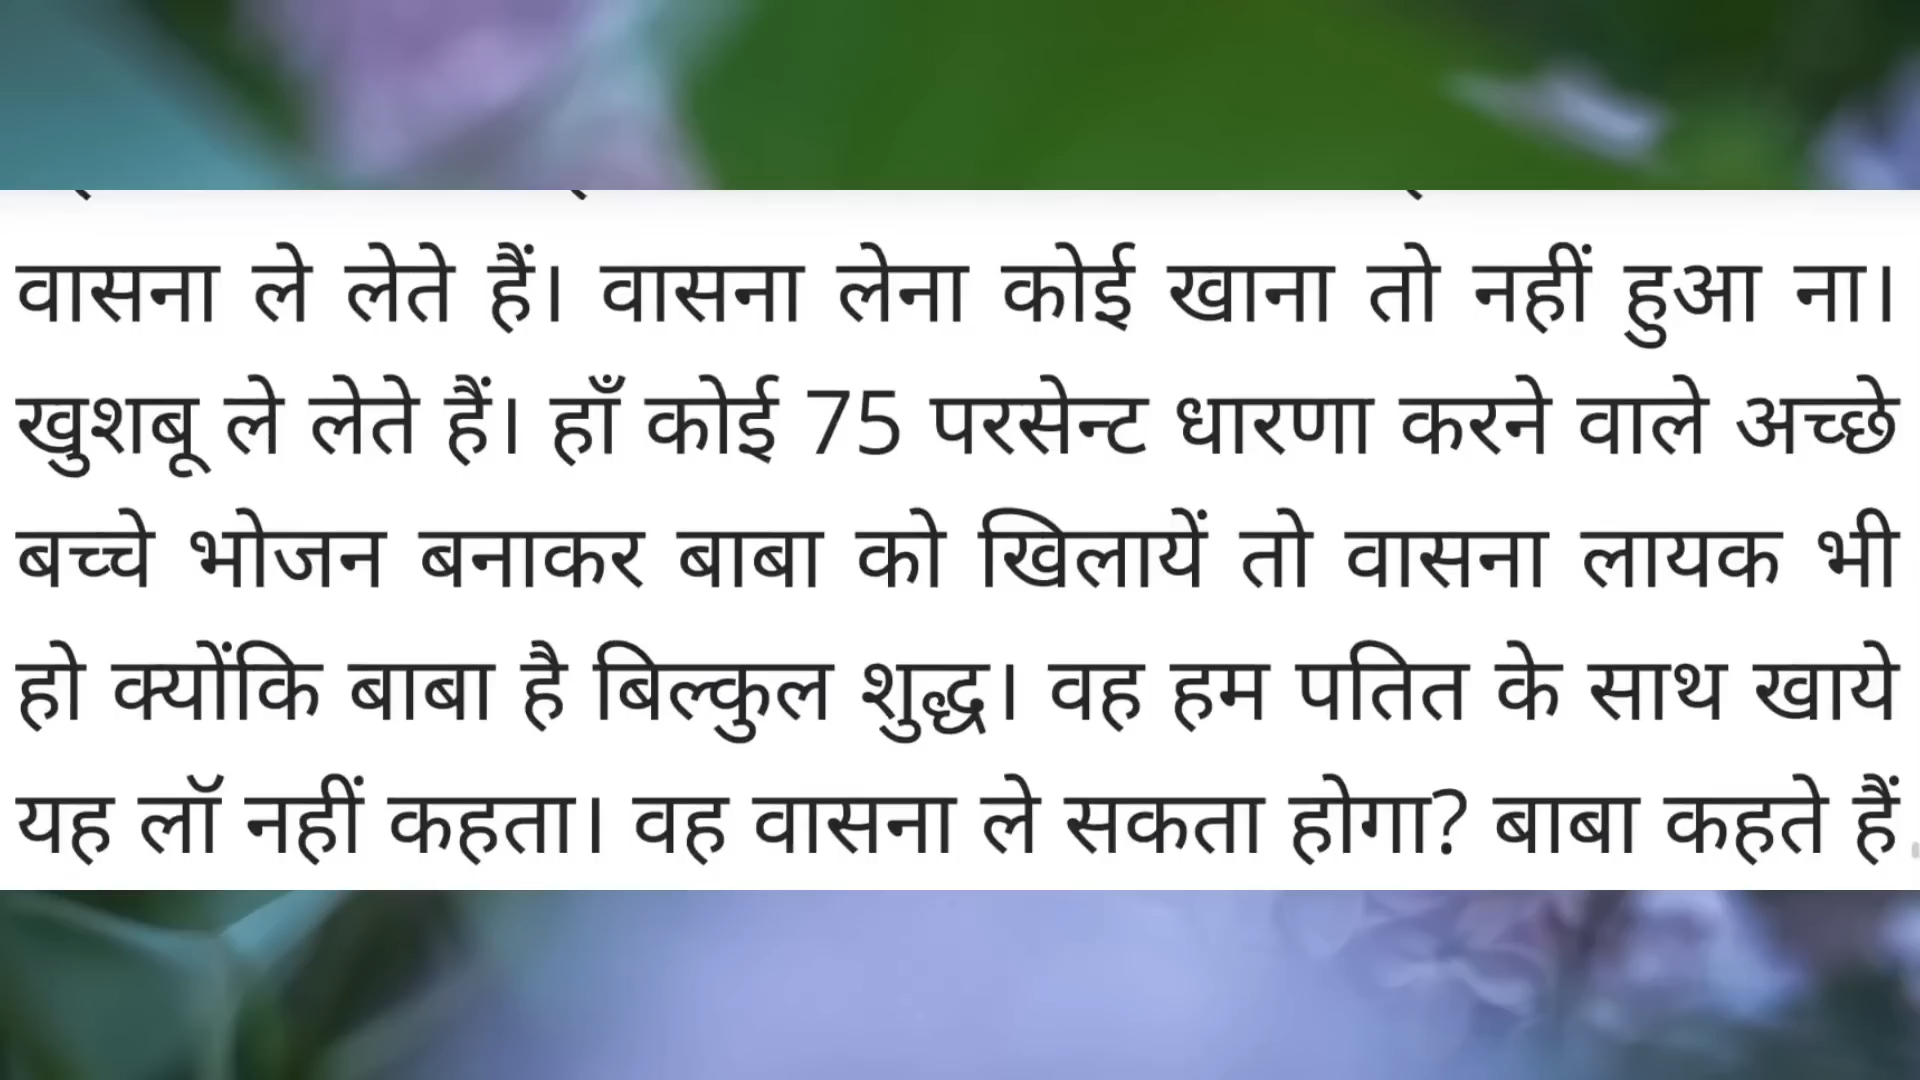 वासना ले लेते हैं। वासना लेना कोई खाना तो नहीं हुआ ना।
खुशबू ले लेते हैं। हाँ कोई 75 परसेन्ट धारणा करने वाले अच्छे
बच्चे भोजन बनाकर बाबा को खिलायें तो वासना लायक भी
हो क्योंकि बाबा है बिल्कुल शुद्ध। वह हम पतित के साथ खाये
यह लॉ नहीं कहता। वह वासना ले सकता होगा? बाबा कहते हैं